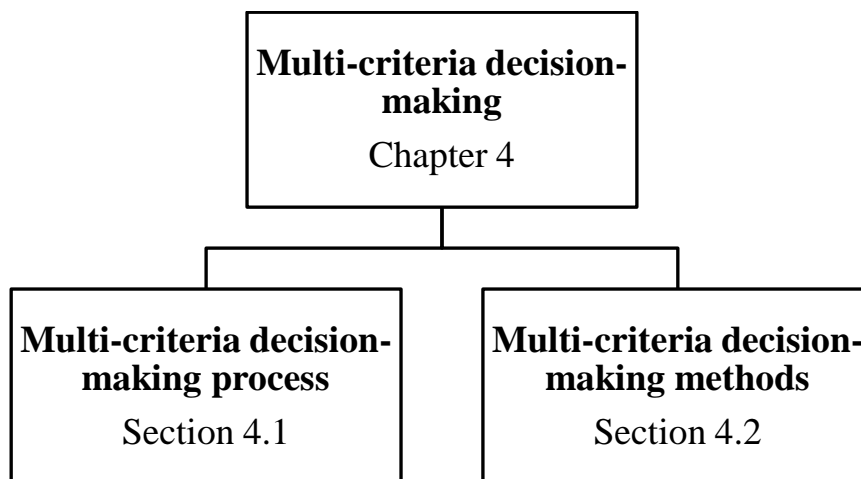 Multi-criteria decision-
making
Chapter 4
Multi-criteria decision-
making process
Section 4.1
Multi-criteria decision-
making methods
Section 4.2